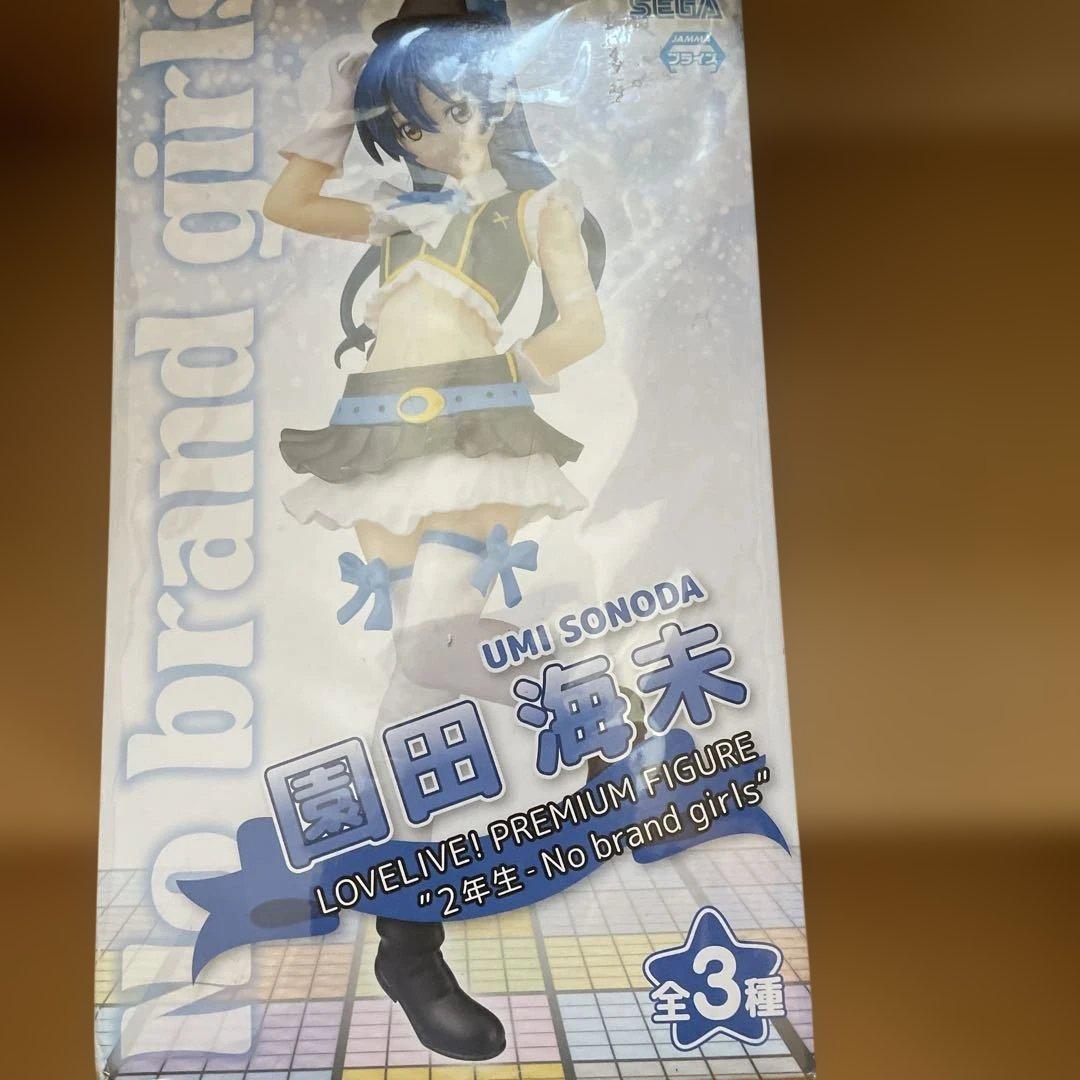 No brand girls
SEGA
JAMMA
プライズ
UMI SONODA
園田 海未
LOVELIVE! PREMIUM FIGURE
"2年生-No brand girls"
全3種